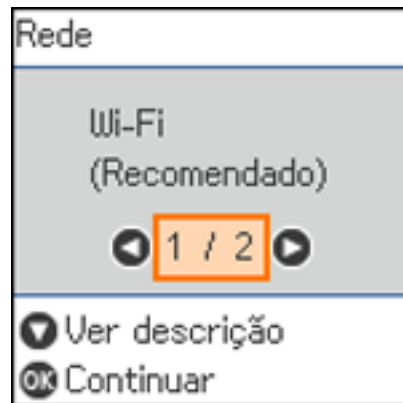 Rede
Wi-Fi
(Recomendado)
1 / 2
Ver descrição
OK Continuar